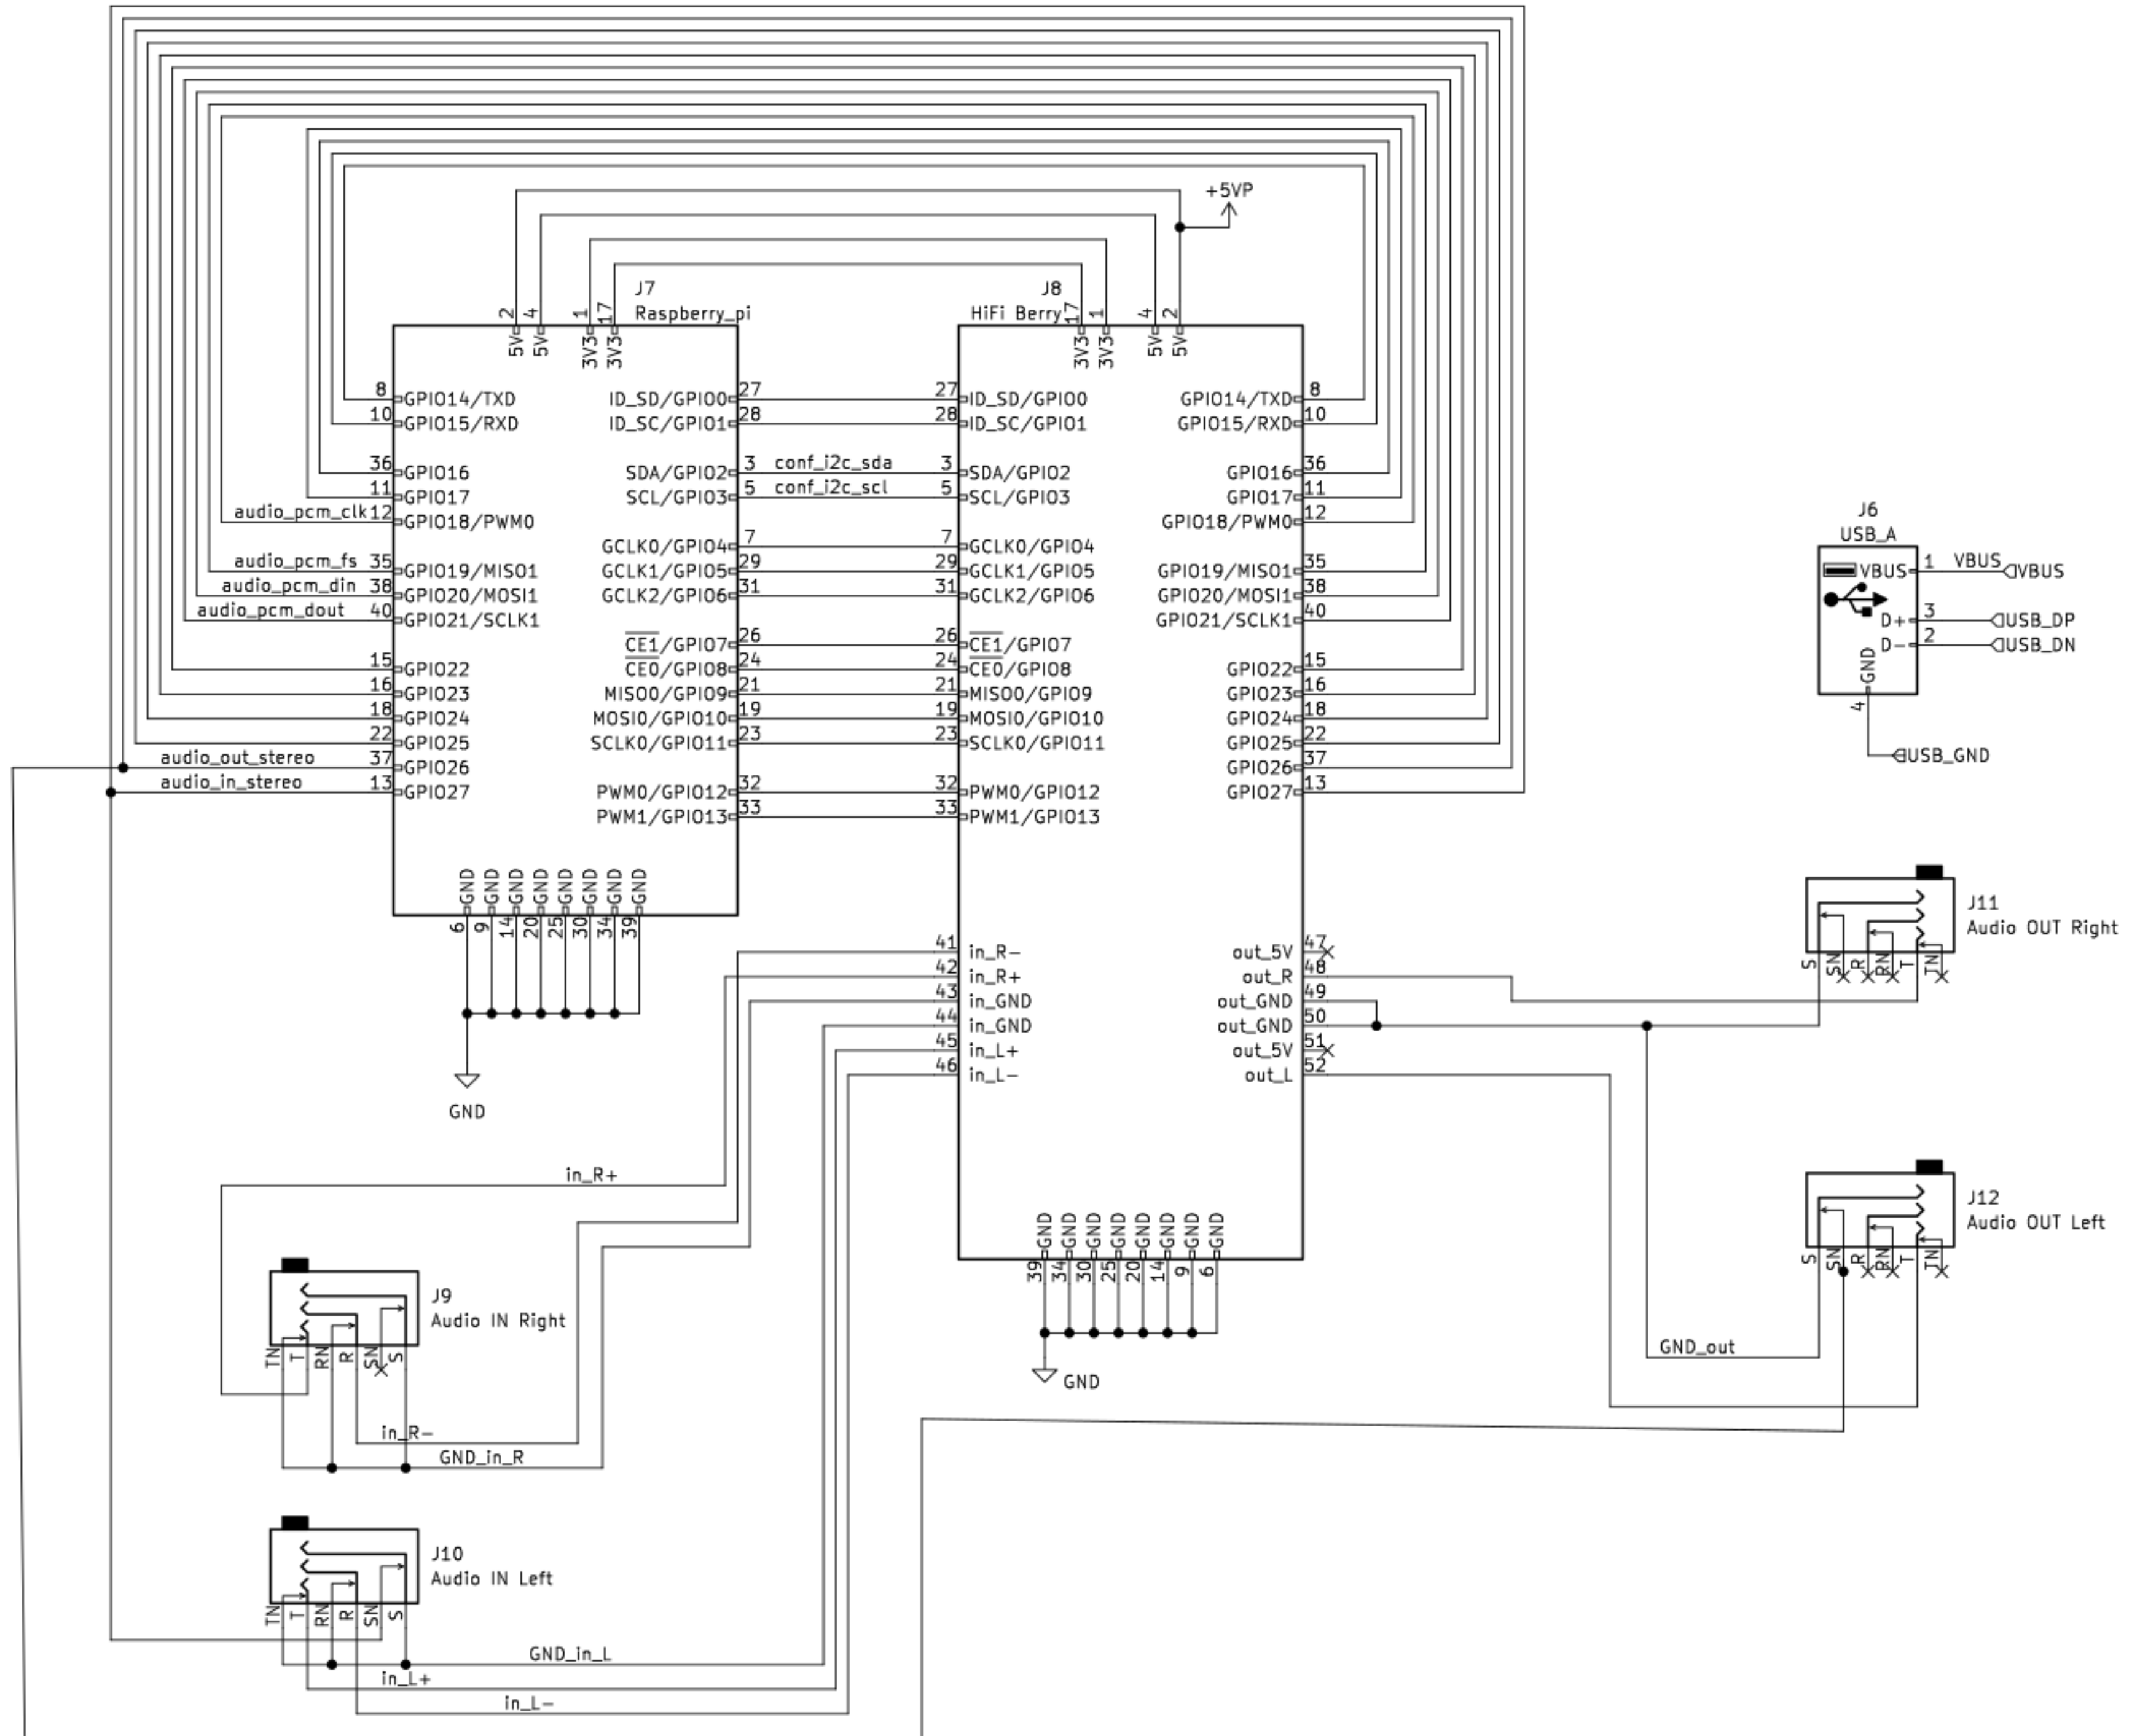 +5VP
J7
Raspberry_pi
J8
HiFi Berry
2 4 1 17
17 1 4 2
5V 5V 3V3 3V3
3V3 3V3 5V 5V
8 GPIO14/TXD ID_SD/GPIO0 27
27 ID_SD/GPIO0 GPIO14/TXD 8
10 GPIO15/RXD ID_SC/GPIO1 28
28 ID_SC/GPIO1 GPIO15/RXD 10
36 GPIO16 SDA/GPIO2 3 conf_i2c_sda
3 SDA/GPIO2 GPIO16 36
11 GPIO17 SCL/GPIO3 5 conf_i2c_scl
5 SCL/GPIO3 GPIO17 11
audio_pcm_clk 12 GPIO18/PWM0
GPIO18/PWM0 12
GCLK0/GPIO4 7
7 GCLK0/GPIO4
audio_pcm_fs 35 GPIO19/MISO1 GCLK1/GPIO5 29
29 GCLK1/GPIO5 GPIO19/MISO1 35
audio_pcm_din 38 GPIO20/MOSI1 GCLK2/GPIO6 31
31 GCLK2/GPIO6 GPIO20/MOSI1 38
audio_pcm_dout 40 GPIO21/SCLK1
GPIO21/SCLK1 40
CE1/GPIO7 26
26 CE1/GPIO7
15 GPIO22 CE0/GPIO8 24
24 CE0/GPIO8 GPIO22 15
16 GPIO23 MISO0/GPIO9 21
21 MISO0/GPIO9 GPIO23 16
18 GPIO24 MOSI0/GPIO10 19
19 MOSI0/GPIO10 GPIO24 18
22 GPIO25 SCLK0/GPIO11 23
23 SCLK0/GPIO11 GPIO25 22
audio_out_stereo 37 GPIO26
GPIO26 37
audio_in_stereo 13 GPIO27 PWM0/GPIO12 32
32 PWM0/GPIO12 GPIO27 13
PWM1/GPIO13 33
33 PWM1/GPIO13
GND GND GND GND GND GND GND GND
6 9 14 20 25 30 34 39
GND
J6
USB_A
VBUS 1 VBUS VBUS
D+ 3 USB_DP
D- 2 USB_DN
GND
4
USB_GND
41 in_R- out_5V 47
42 in_R+ out_R 48
43 in_GND out_GND 49
44 in_GND out_GND 50
45 in_L+ out_5V 51
46 in_L- out_L 52
GND GND GND GND GND GND GND GND
39 34 30 25 20 14 9 6
GND
J11
Audio OUT Right
S SN R RN T TN
J12
Audio OUT Left
S SN R RN T TN
GND_out
in_R+
J9
Audio IN Right
TN T RN R SN S
in_R-
GND_in_R
J10
Audio IN Left
TN T RN R SN S
GND_in_L
in_L+
in_L-